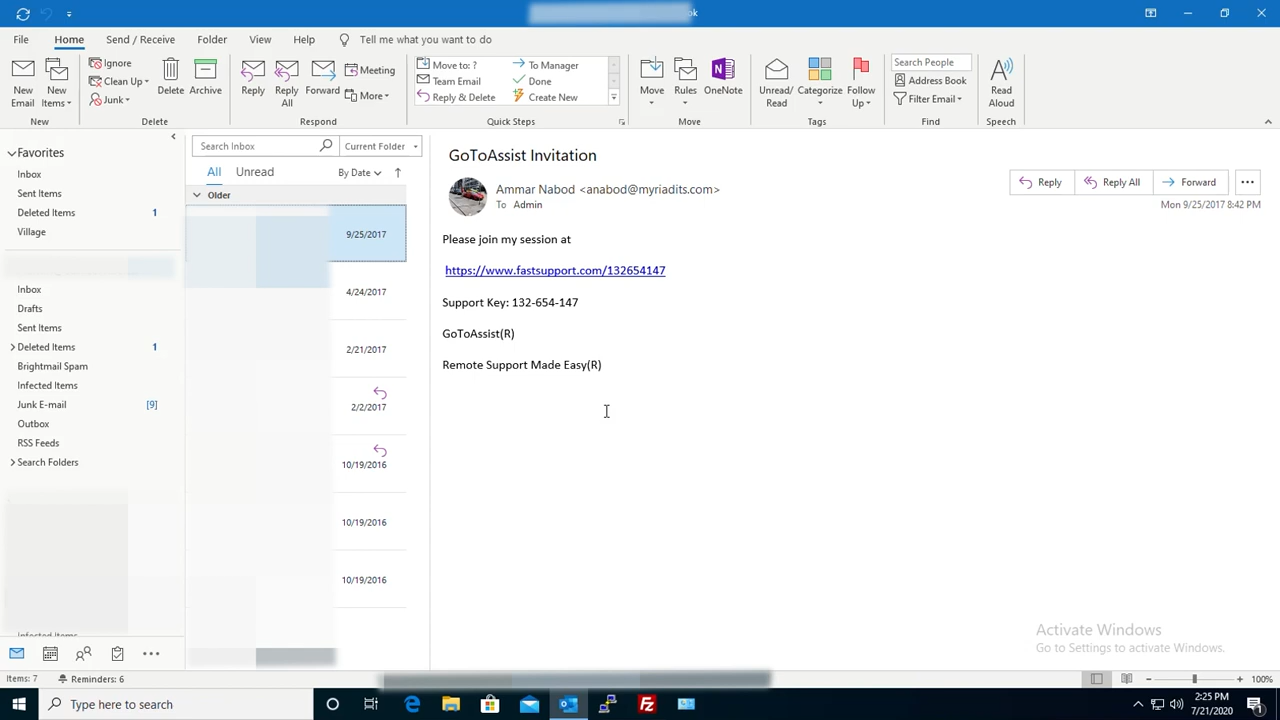 ok
File Home Send / Receive Folder View Help Tell me what you want to do
New Email
New Items
New
Ignore
Clean Up
Junk
Delete
Archive
Delete
Reply
Reply All
Forward
Meeting
More
Respond
Move to: ?
Team Email
Reply & Delete
To Manager
Done
Create New
Quick Steps
Move
Rules
OneNote
Move
Unread/ Read
Categorize
Follow Up
Tags
Search People
Address Book
Filter Email
Find
Read Aloud
Speech
Favorites
Inbox
Sent Items
Deleted Items 1
Village
Inbox
Drafts
Sent Items
Deleted Items 1
Brightmail Spam
Infected Items
Junk E-mail [9]
Outbox
RSS Feeds
Search Folders
Infected Items
Search Inbox
Current Folder
All Unread By Date
Older
9/25/2017
4/24/2017
2/21/2017
2/2/2017
10/19/2016
10/19/2016
10/19/2016
GoToAssist Invitation
Ammar Nabod <anabod@myriadits.com>
To Admin
Reply Reply All Forward
Mon 9/25/2017 8:42 PM
Please join my session at
https://www.fastsupport.com/132654147
Support Key: 132-654-147
GoToAssist(R)
Remote Support Made Easy(R)
Activate Windows
Go to Settings to activate Windows.
Items: 7 Reminders: 6
100%
Type here to search
2:25 PM
7/21/2020
1